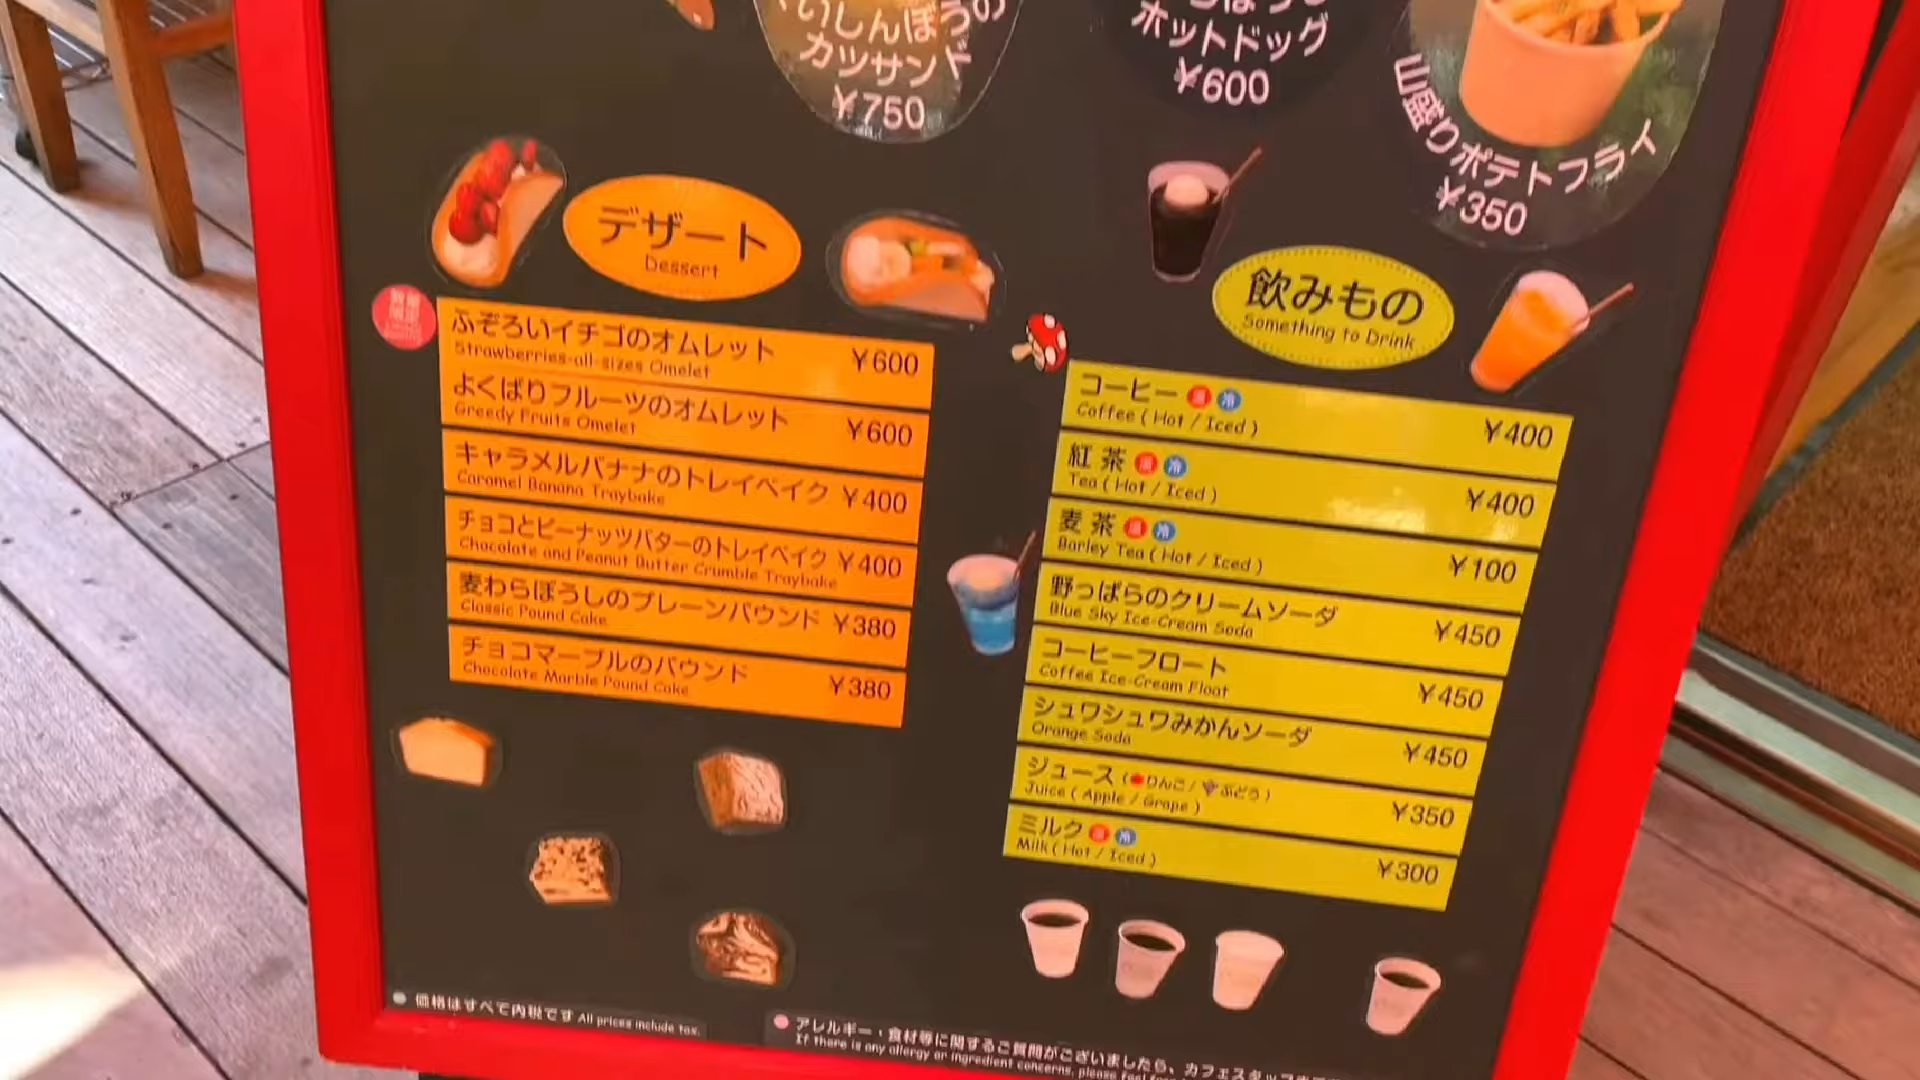 いしんぼうの
カツサンド
¥750
ホットドッグ
¥600
山盛りポテトフライ
¥350
デザート
Dessert
数量
限定
ふぞろいイチゴのオムレット ¥600
Strawberries-all-sizes Omelet
よくばりフルーツのオムレット ¥600
Greedy Fruits Omelet
キャラメルバナナのトレイベイク ¥400
Caramel Banana Traybake
チョコとピーナッツバターのトレイベイク ¥400
Chocolate and Peanut Butter Crumble Traybake
麦わらぼうしのプレーンパウンド ¥380
Classic Pound Cake
チョコマーブルのパウンド ¥380
Chocolate Marble Pound Cake
飲みもの
Something to Drink
コーヒー 温 冷 ¥400
Coffee ( Hot / Iced )
紅茶 温 冷 ¥400
Tea ( Hot / Iced )
麦茶 温 冷 ¥100
Barley Tea ( Hot / Iced )
野っぱらのクリームソーダ ¥450
Blue Sky Ice-Cream Soda
コーヒーフロート ¥450
Coffee Ice-Cream Float
シュワシュワみかんソーダ ¥450
Orange Soda
ジュース (りんご / ぶどう) ¥350
Juice ( Apple / Grape )
ミルク 温 冷 ¥300
Milk ( Hot / Iced )
価格はすべて内税です All prices include tax.
アレルギー・食材等に関するご質問がございましたら、カフェスタッフ
If there is any allergy or ingredient concerns, please feel